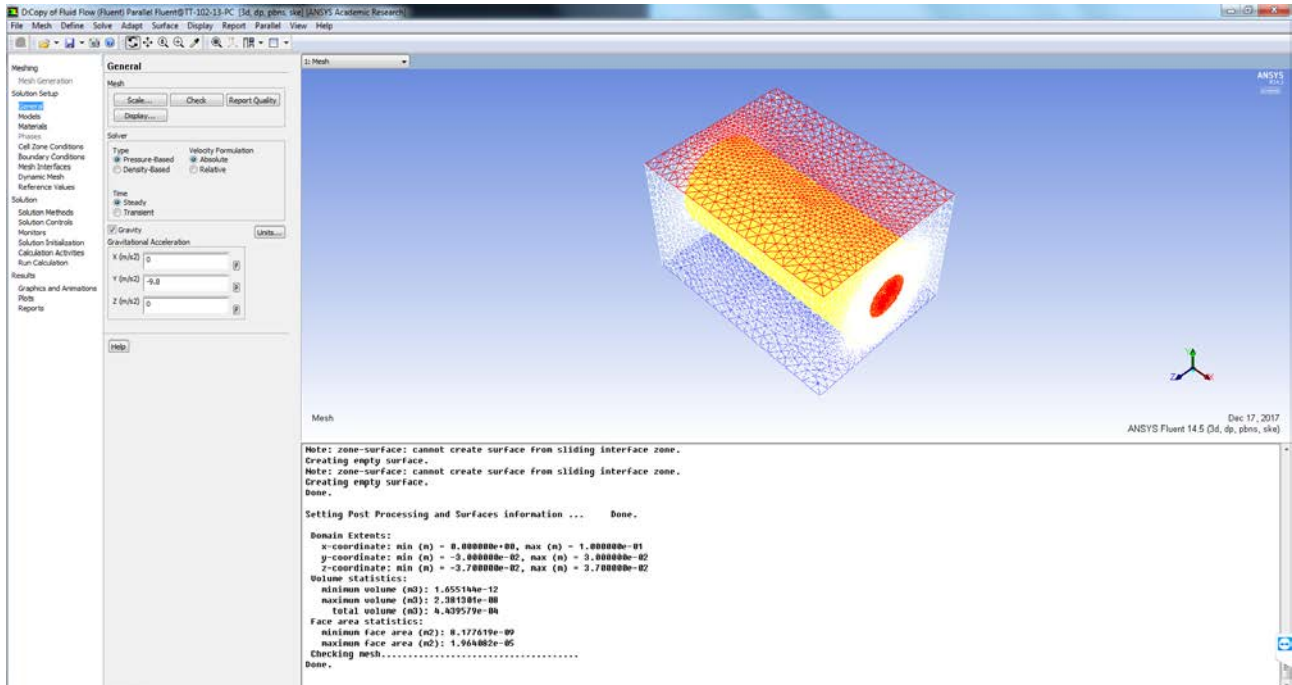 D:Copy of Fluid Flow (Fluent) Parallel Fluent@TT-102-13-PC [3d, dp, pbns, ske] [ANSYS Academic Research]
File Mesh Define Solve Adapt Surface Display Report Parallel View Help
Meshing
Mesh Generation
Solution Setup
General
Models
Materials
Phases
Cell Zone Conditions
Boundary Conditions
Mesh Interfaces
Dynamic Mesh
Reference Values
Solution
Solution Methods
Solution Controls
Monitors
Solution Initialization
Calculation Activities
Run Calculation
Results
Graphics and Animations
Plots
Reports
General
Mesh
Scale... Check Report Quality
Display...
Solver
Type Velocity Formulation
Pressure-Based Absolute
Density-Based Relative
Time
Steady
Transient
Gravity Units...
Gravitational Acceleration
X (m/s2) 0
Y (m/s2) -9.8
Z (m/s2) 0
Help
1: Mesh
ANSYS
R14.5
Y
Z X
Mesh
Dec 17, 2017
ANSYS Fluent 14.5 (3d, dp, pbns, ske)
Note: zone-surface: cannot create surface from sliding interface zone.
Creating empty surface.
Note: zone-surface: cannot create surface from sliding interface zone.
Creating empty surface.
Done.
Setting Post Processing and Surfaces information ... Done.
Domain Extents:
x-coordinate: min (m) = 0.000000e+00, max (m) = 1.000000e-01
y-coordinate: min (m) = -3.000000e-02, max (m) = 3.000000e-02
z-coordinate: min (m) = -3.700000e-02, max (m) = 3.700000e-02
Volume statistics:
minimum volume (m3): 1.655144e-12
maximum volume (m3): 2.381301e-08
total volume (m3): 4.439579e-04
Face area statistics:
minimum face area (m2): 8.177619e-09
maximum face area (m2): 1.964082e-05
Checking mesh.....................................
Done.